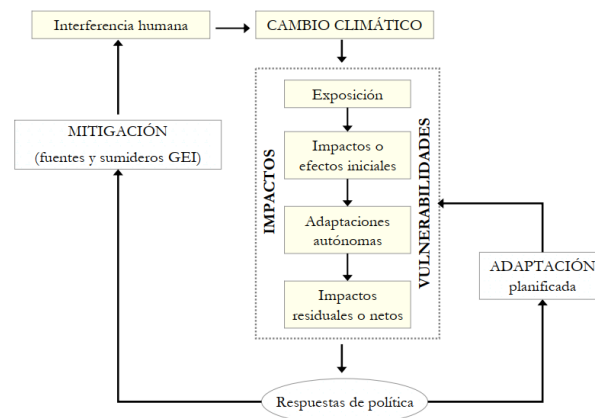 Interferencia humana
CAMBIO CLIMÁTICO
Exposición
Impactos o
efectos iniciales
Adaptaciones
autónomas
Impactos
residuales o netos
IMPACTOS
VULNERABILIDADES
MITIGACIÓN
(fuentes y sumideros GEI)
ADAPTACIÓN
planificada
Respuestas de política